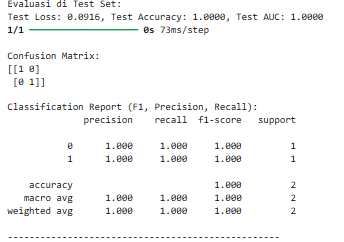 Evaluasi di Test Set:
Test Loss: 0.0916, Test Accuracy: 1.0000, Test AUC: 1.0000
1/1 ━━━━━━━━━━━━━━━━━━━━ 0s 73ms/step
Confusion Matrix:
[[1 0]
 [0 1]]
Classification Report (F1, Precision, Recall):
              precision    recall  f1-score   support
           0      1.000     1.000     1.000         1
           1      1.000     1.000     1.000         1
    accuracy                          1.000         2
   macro avg      1.000     1.000     1.000         2
weighted avg      1.000     1.000     1.000         2
--------------------------------------------------